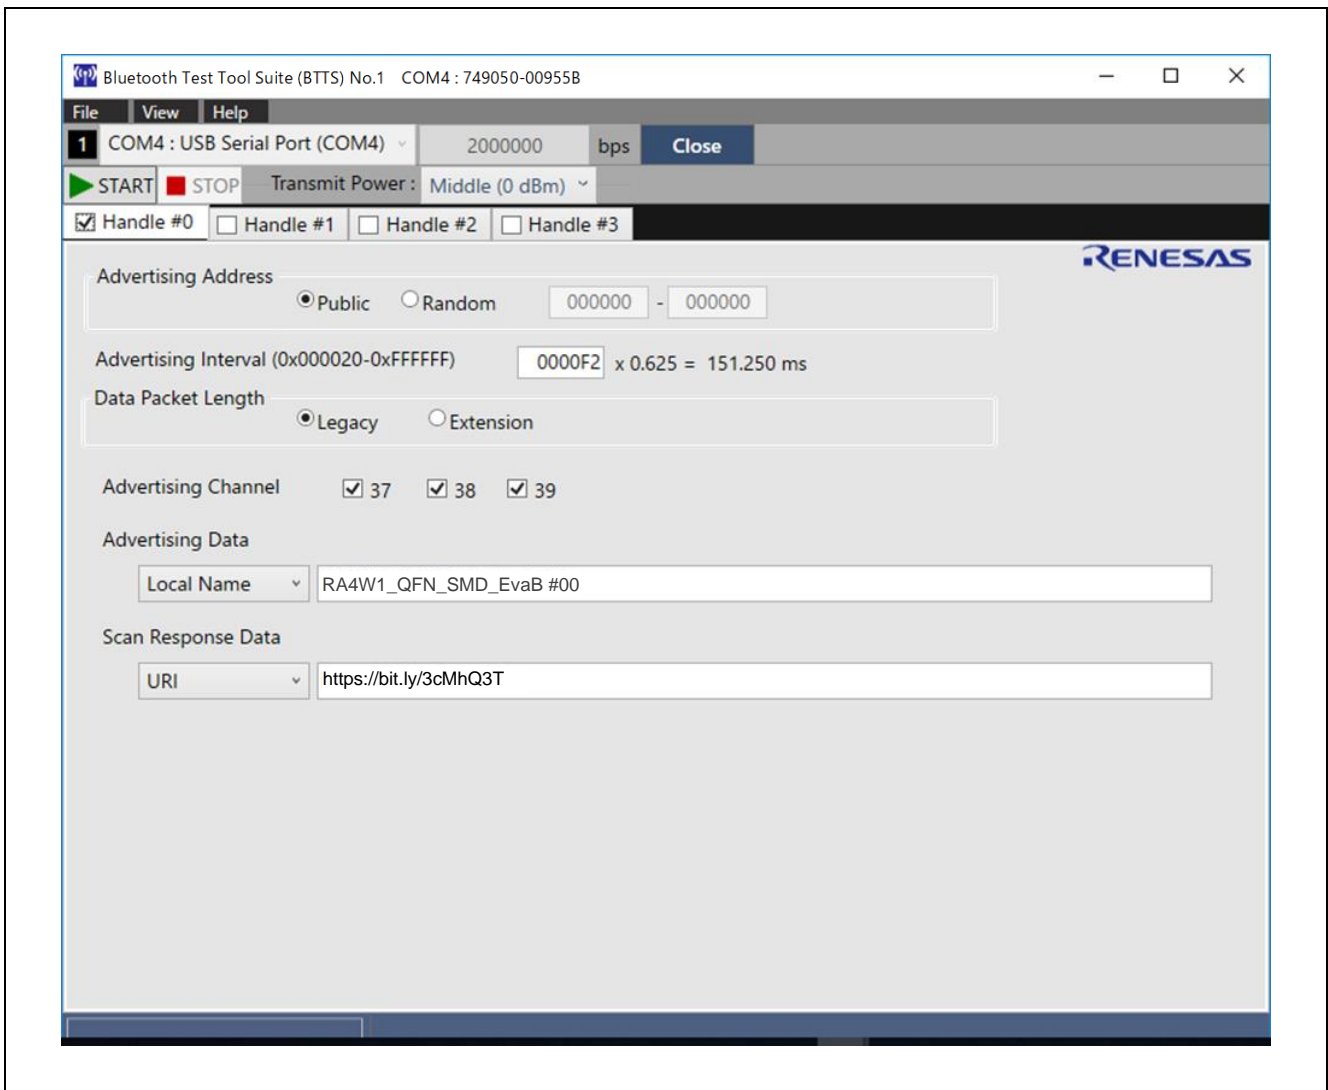 Bluetooth Test Tool Suite (BTTS) No.1 COM4 : 749050-00955B
File View Help
1 COM4 : USB Serial Port (COM4) 2000000 bps Close
START STOP Transmit Power : Middle (0 dBm)
Handle #0 Handle #1 Handle #2 Handle #3
RENESAS
Advertising Address
Public Random 000000 - 000000
Advertising Interval (0x000020-0xFFFFFF) 0000F2 x 0.625 = 151.250 ms
Data Packet Length
Legacy Extension
Advertising Channel 37 38 39
Advertising Data
Local Name RA4W1_QFN_SMD_EvaB #00
Scan Response Data
URI https://bit.ly/3cMhQ3T